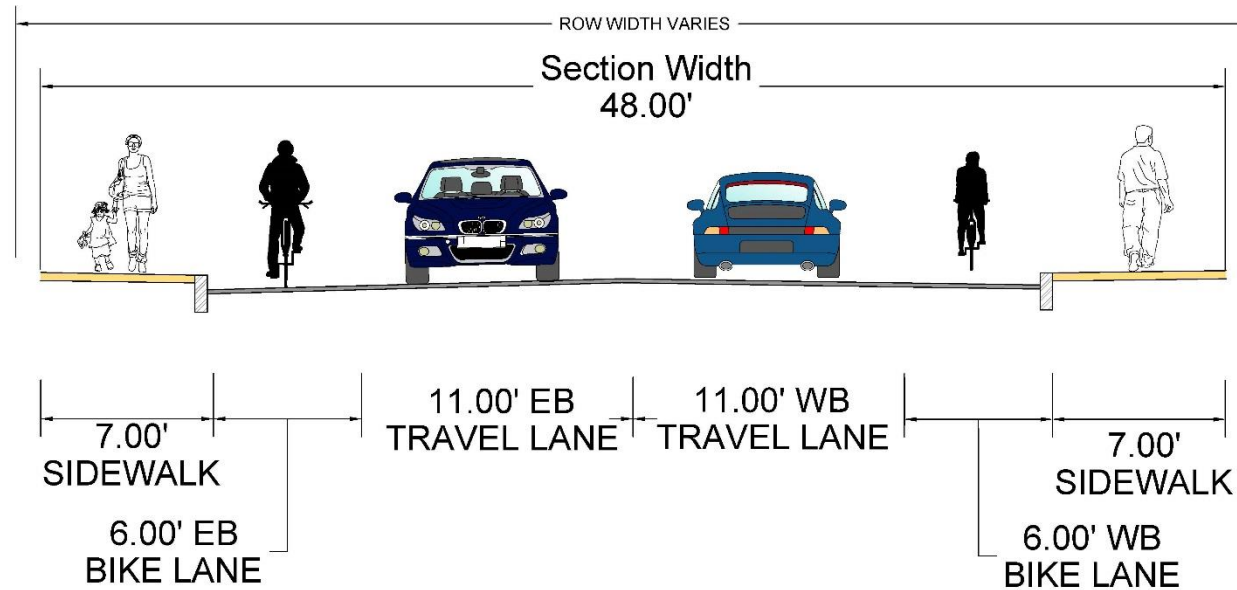 ROW WIDTH VARIES
Section Width
48.00'
7.00'
SIDEWALK
6.00' EB
BIKE LANE
11.00' EB
TRAVEL LANE
11.00' WB
TRAVEL LANE
6.00' WB
BIKE LANE
7.00'
SIDEWALK